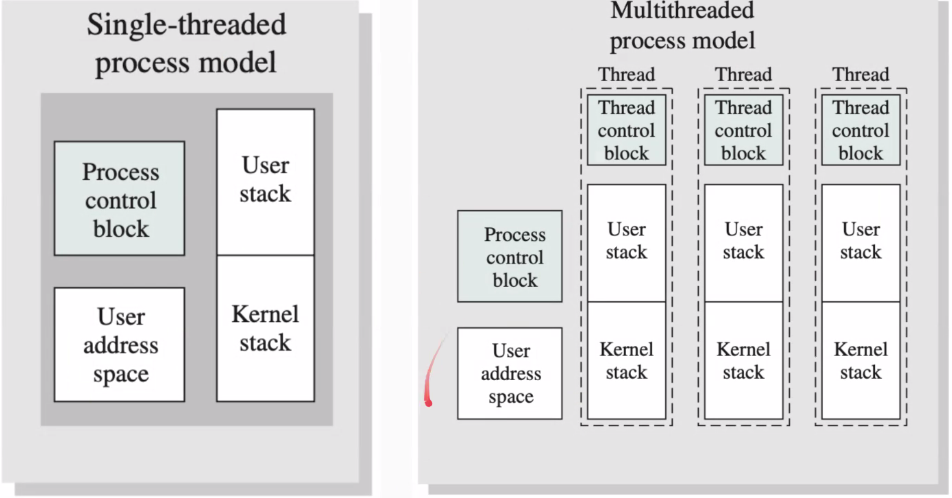 Single-threaded
process model
Process
control
block
User
stack
User
address
space
Kernel
stack
Multithreaded
process model
Thread
Thread
Thread
Thread
control
block
Thread
control
block
Thread
control
block
Process
control
block
User
stack
User
stack
User
stack
User
address
space
Kernel
stack
Kernel
stack
Kernel
stack